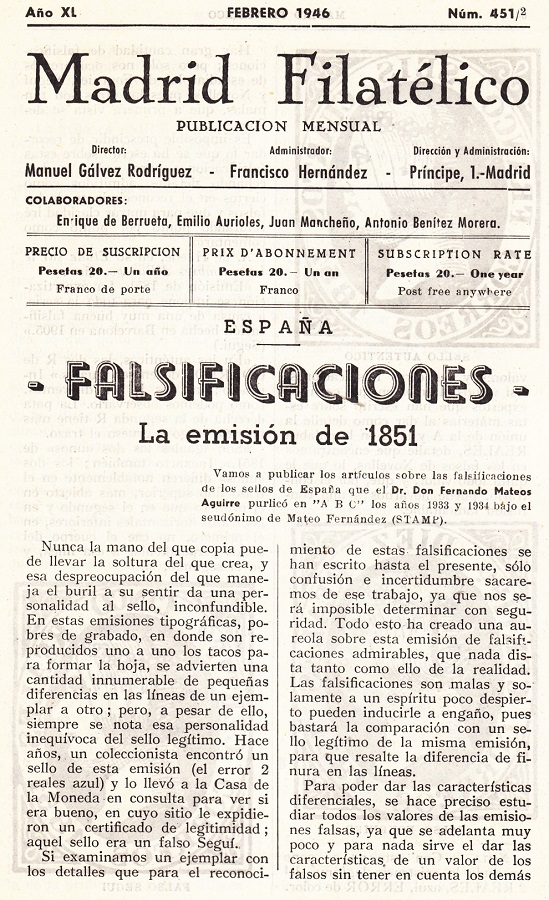 Año XL FEBRERO 1946 Núm. 451/2
Madrid Filatélico
PUBLICACION MENSUAL
Director: Administrador: Dirección y Administración:
Manuel Gálvez Rodríguez - Francisco Hernández - Príncipe, 1.-Madrid
COLABORADORES:
Enrique de Berrueta, Emilio Aurioles, Juan Mancheño, Antonio Benítez Morera.
PRECIO DE SUSCRIPCION
Pesetas 20.— Un año
Franco de porte
PRIX D'ABONNEMENT
Pesetas 20.— Un an
Franco
SUBSCRIPTION RATE
Pesetas 20.— One year
Post free anywhere
ESPAÑA
- FALSIFICACIONES -
La emisión de 1851
Vamos a publicar los artículos sobre las falsificaciones
de los sellos de España que el Dr. Don Fernando Mateos
Aguirre purlicó en "A B C" los años 1933 y 1934 bajo el
seudónimo de Mateo Fernández (STAMP).
Nunca la mano del que copia pue-
de llevar la soltura del que crea, y
esa despreocupación del que mane-
ja el buril a su sentir da una per-
sonalidad al sello, inconfundible.
En estas emisiones tipográficas, po-
bres de grabado, en donde son re-
producidos uno a uno los tacos pa-
ra formar la hoja, se advierten una
cantidad innumerable de pequeñas
diferencias en las líneas de un ejem-
plar a otro; pero, a pesar de ello,
siempre se nota esa personalidad
inequívoca del sello legítimo. Hace
años, un coleccionista encontró un
sello de esta emisión (el error 2
reales azul) y lo llevó a la Casa de
la Moneda en consulta para ver si
era bueno, en cuyo sitio le expidie-
ron un certificado de legitimidad;
aquel sello era un falso Seguí.
Si examinamos un ejemplar con
los detalles que para el reconoci-
miento de estas falsificaciones se
han escrito hasta el presente, sólo
confusión e incertidumbre sacare-
mos de ese trabajo, ya que nos se-
rá imposible determinar con segu-
ridad. Todo esto ha creado una au-
reola sobre esta emisión de falsifi-
caciones admirables, que nada dis-
ta tanto como ello de la realidad.
Las falsificaciones son malas y so-
lamente a un espíritu poco despier-
to pueden inducirle a engaño, pues
bastará la comparación con un se-
llo legítimo de la misma emisión,
para que resalte la diferencia de fi-
nura en las líneas.
Para poder dar las características
diferenciales, se hace preciso estu-
diar todos los valores de las emisio-
nes falsas, ya que se adelanta muy
poco y para nada sirve el dar las
características, de un valor de los
falsos sin tener en cuenta los demás